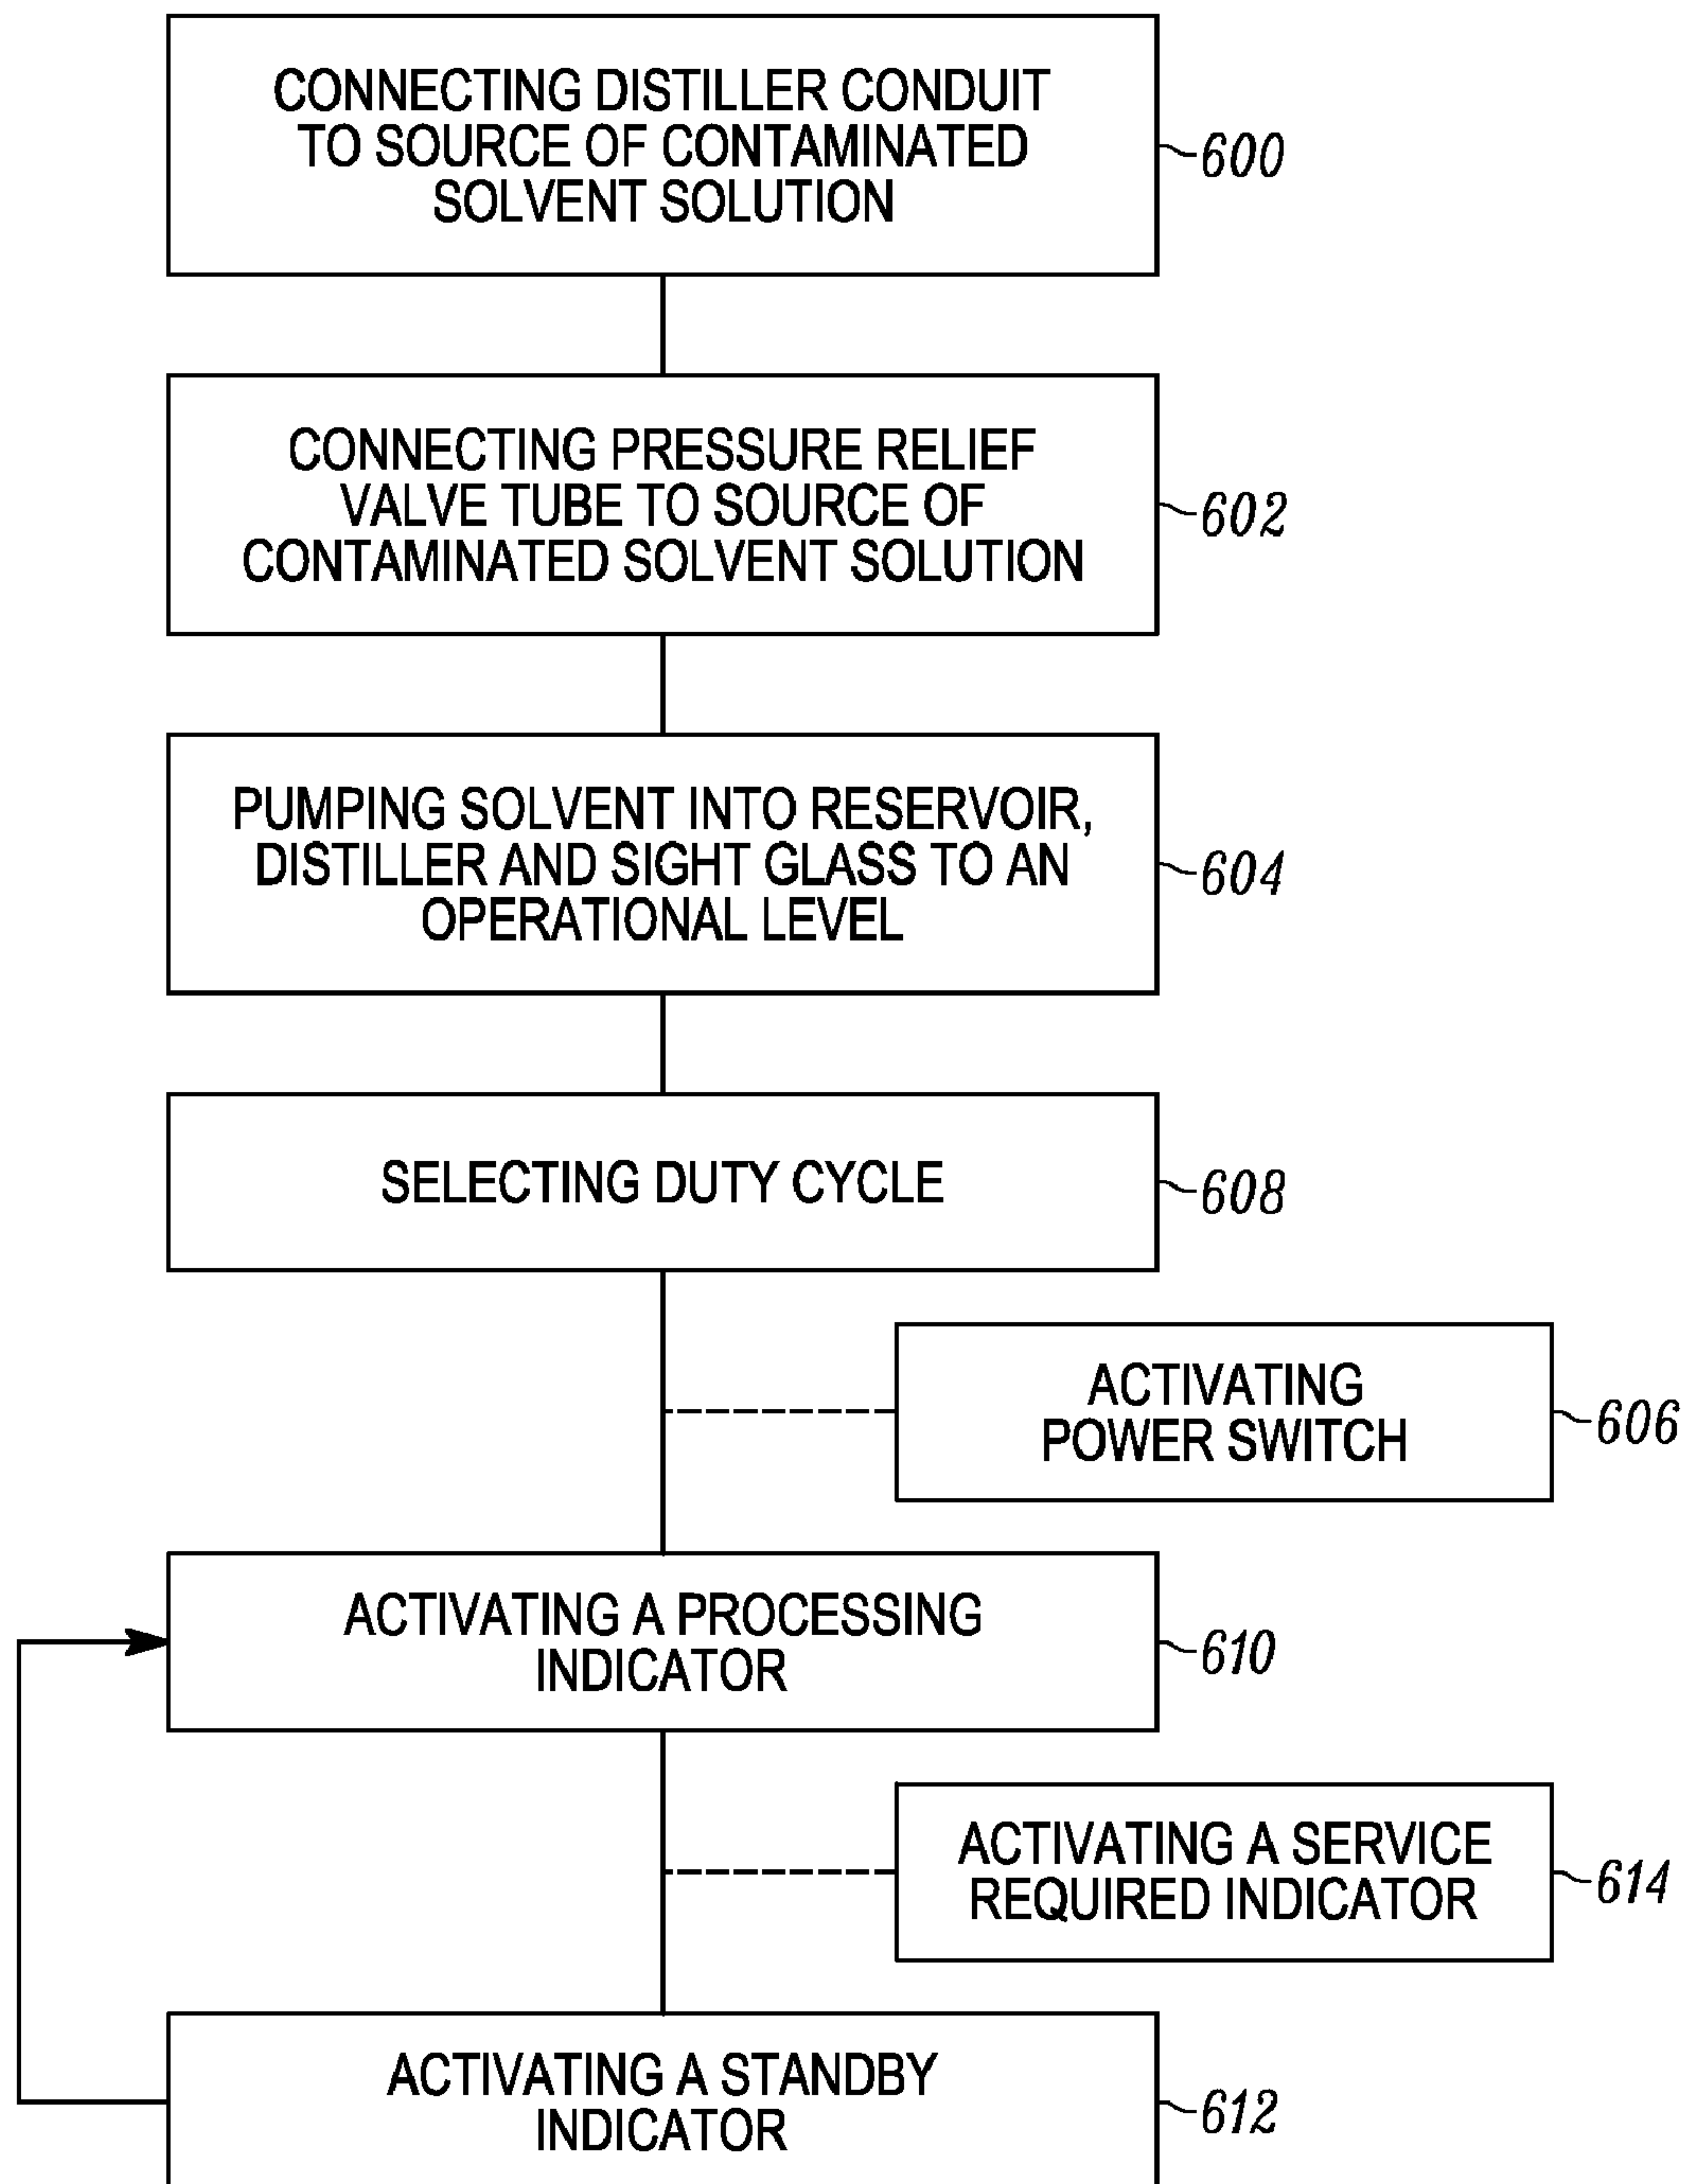 CONNECTING DISTILLER CONDUIT
TO SOURCE OF CONTAMINATED
SOLVENT SOLUTION
600
CONNECTING PRESSURE RELIEF
VALVE TUBE TO SOURCE OF
CONTAMINATED SOLVENT SOLUTION
602
PUMPING SOLVENT INTO RESERVOIR,
DISTILLER AND SIGHT GLASS TO AN
OPERATIONAL LEVEL
604
SELECTING DUTY CYCLE
608
ACTIVATING
POWER SWITCH
606
ACTIVATING A PROCESSING
INDICATOR
610
ACTIVATING A SERVICE
REQUIRED INDICATOR
614
ACTIVATING A STANDBY
INDICATOR
612